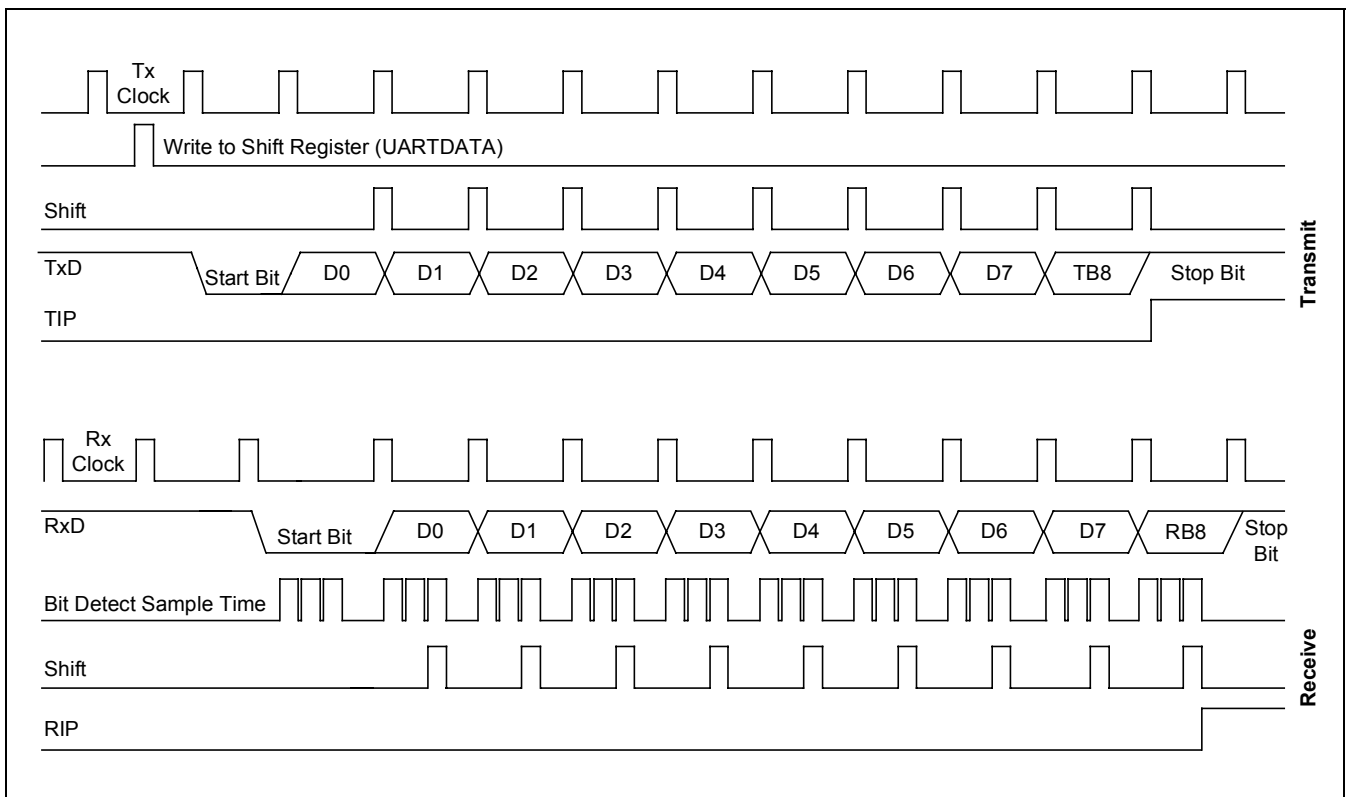 Tx
Clock
Write to Shift Register (UARTDATA)
Shift
TxD Start Bit D0 D1 D2 D3 D4 D5 D6 D7 TB8 Stop Bit
TIP
Transmit
Rx
Clock
RxD Start Bit D0 D1 D2 D3 D4 D5 D6 D7 RB8 Stop
Bit
Bit Detect Sample Time
Shift
RIP
Receive